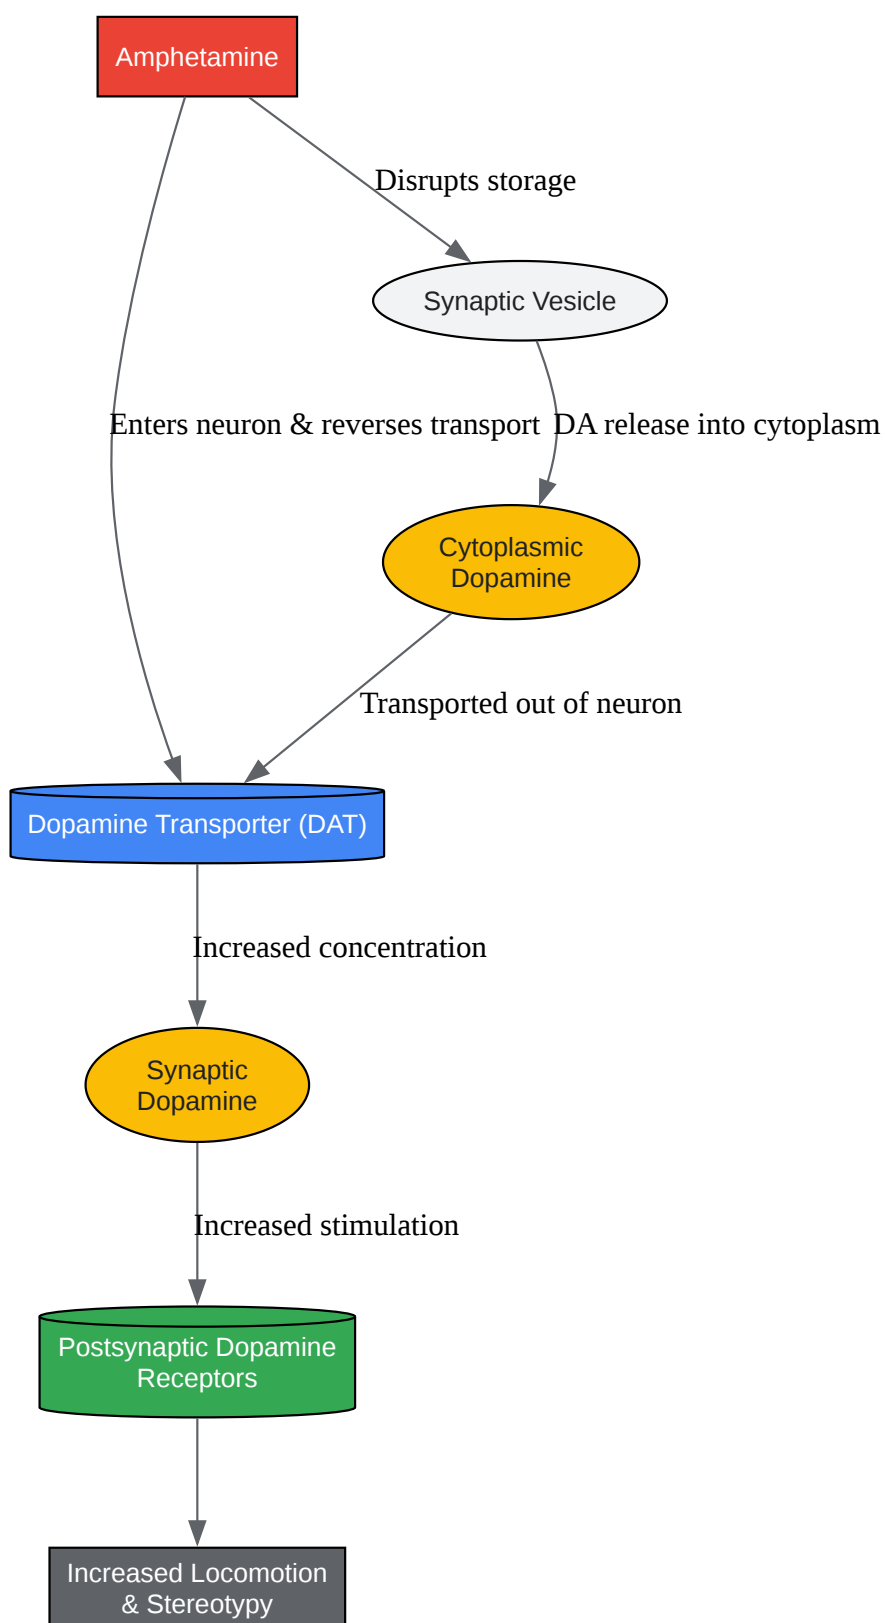 Amphetamine
Disrupts storage
Synaptic Vesicle
Enters neuron & reverses transport
DA release into cytoplasm
Cytoplasmic
Dopamine
Transported out of neuron
Dopamine Transporter (DAT)
Increased concentration
Synaptic
Dopamine
Increased stimulation
Postsynaptic Dopamine
Receptors
Increased Locomotion
& Stereotypy